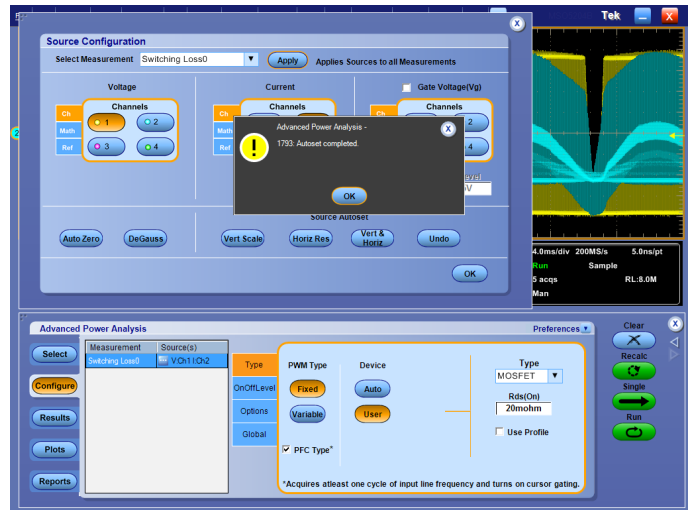 Tek
Source Configuration
Select Measurement Switching Loss0 Apply Applies Sources to all Measurements
Voltage Current Gate Voltage(Vg)
Channels Channels Channels
Ch Ch Ch
1 2 2
Math Math Math
Ref Ref Ref
3 4 4
Advanced Power Analysis -
1793: Autoset completed.
OK
Source Autoset
Auto Zero DeGauss Vert Scale Horiz Res Vert & Horiz Undo
OK
4.0ms/div 200MS/s 5.0ns/pt
Run Sample
5 acqs RL:8.0M
Man
Advanced Power Analysis Preferences Clear
Measurement Source(s)
Select Switching Loss0 V:Ch1 I:Ch2
Recalc
Configure
Single
Results
Run
Plots
Reports
Type PWM Type Device Type
MOSFET
OnOffLevel Fixed Auto
Rds(On)
20mohm
Options Variable User
Global Use Profile
PFC Type*
*Acquires atleast one cycle of input line frequency and turns on cursor gating.